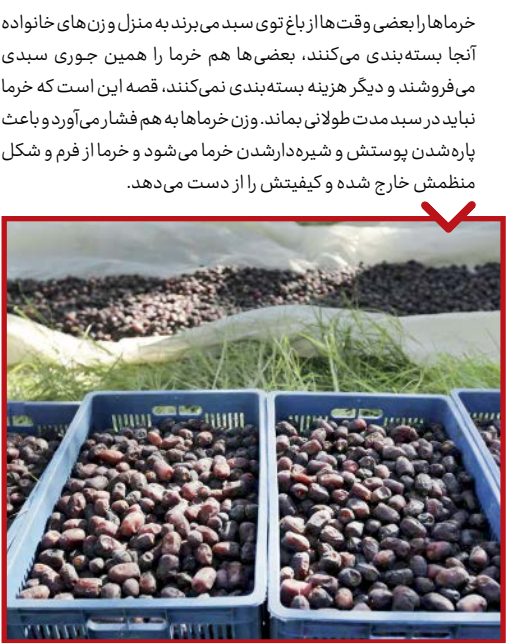 خرماها را بعضی وقت‌ها از باغ توی سبد می‌برند به منزل و زن‌های خانواده
آنجا بسته‌بندی می‌کنند، بعضی‌ها هم خرما را همین جوری سبدی
می‌فروشند و دیگر هزینه بسته‌بندی نمی‌کنند، قصه این است که خرما
نباید در سبد مدت طولانی بماند. وزن خرماها به هم فشار می‌آورد و باعث
پاره‌شدن پوستش و شیره‌دارشدن خرما می‌شود و خرما از فرم و شکل
منظمش خارج شده و کیفیتش را از دست می‌دهد.